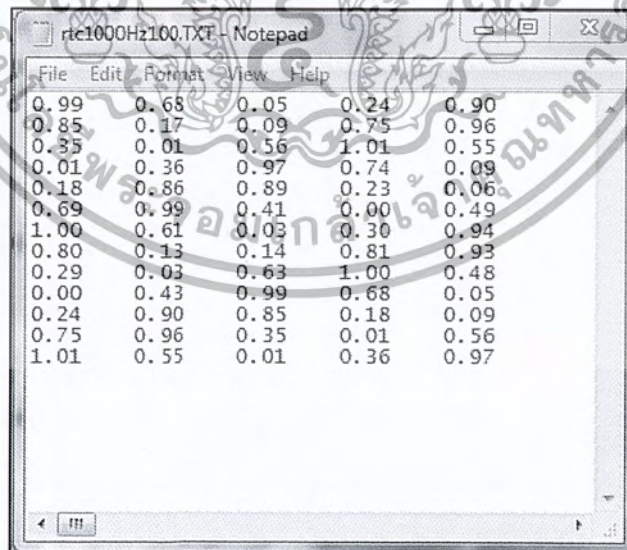 rtc1000Hz100.TXT - Notepad
File Edit Format View Help
0.99 0.68 0.05 0.24 0.90
0.85 0.17 0.09 0.75 0.96
0.35 0.01 0.56 1.01 0.55
0.01 0.36 0.97 0.74 0.09
0.18 0.86 0.89 0.23 0.06
0.69 0.99 0.41 0.00 0.49
1.00 0.61 0.03 0.30 0.94
0.80 0.13 0.14 0.81 0.93
0.29 0.03 0.63 1.00 0.48
0.00 0.43 0.99 0.68 0.05
0.24 0.90 0.85 0.18 0.09
0.75 0.96 0.35 0.01 0.56
1.01 0.55 0.01 0.36 0.97